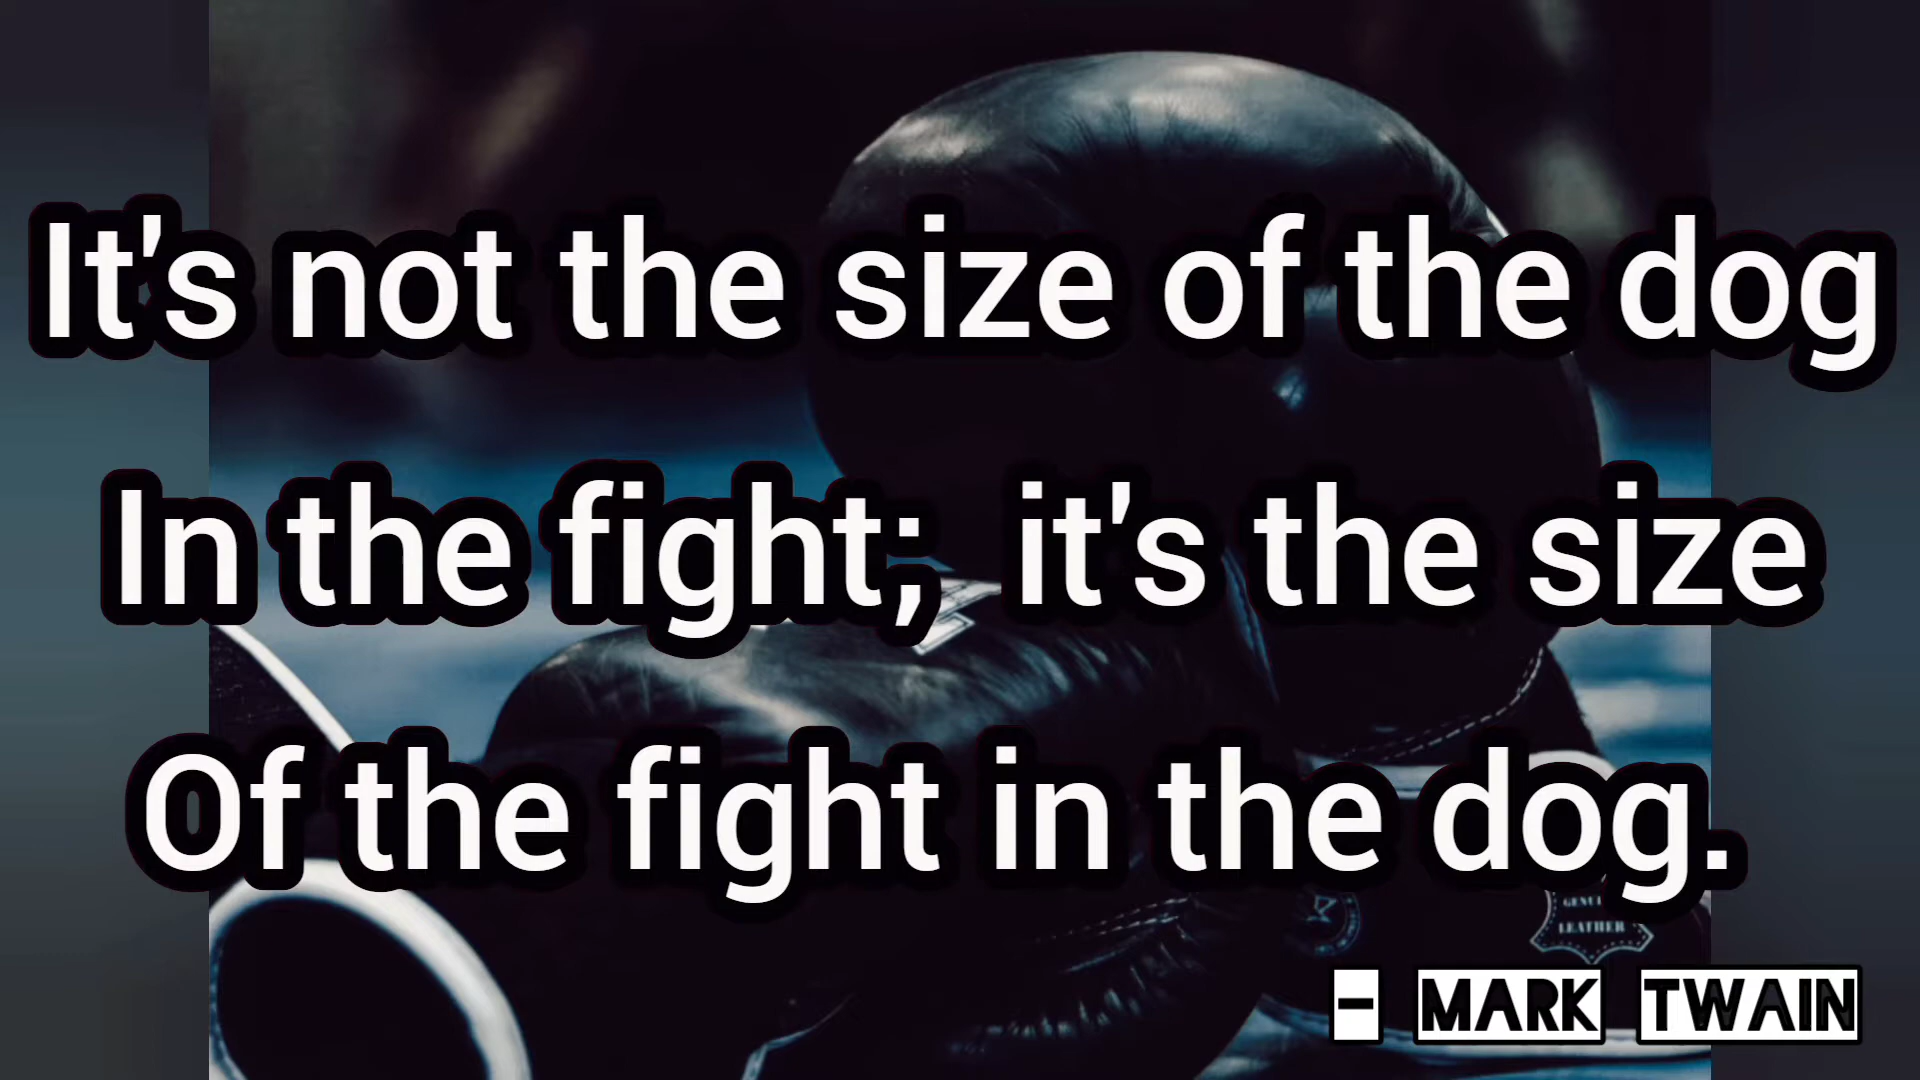 It's not the size of the dog
In the fight; it's the size
Of the fight in the dog.
LEATHER
- MARK TWAIN